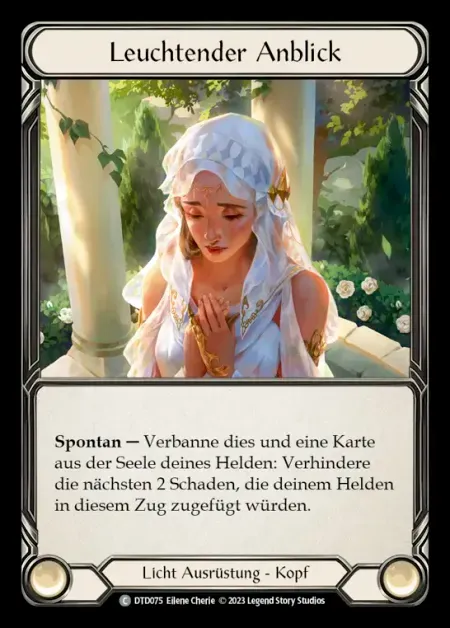 Leuchtender Anblick
Spontan — Verbanne dies und eine Karte
aus der Seele deines Helden: Verhindere
die nächsten 2 Schaden, die deinem Helden
in diesem Zug zugefügt würden.
Licht Ausrüstung - Kopf
C DTD075 Eilene Cherie © 2023 Legend Story Studios